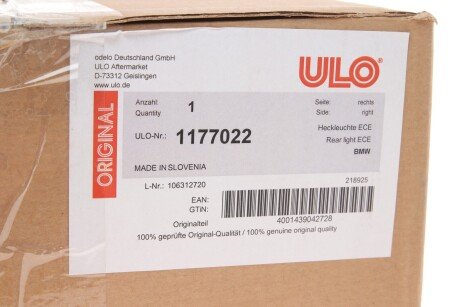 odelo Deutschland GmbH
ULO Aftermarket
D-73312 Geislingen
www.ulo.de
ULO®
ORIGINAL
Anzahl: 1
Quantity
Seite: rechts
Side: right
ULO-Nr.: 1177022
Heckleuchte ECE
Rear light ECE
BMW
MADE IN SLOVENIA
L-Nr.: 106312720
218925
EAN:
GTIN:
4001439042728
Originalteil
100% geprüfte Original-Qualität / 100% genuine original quality